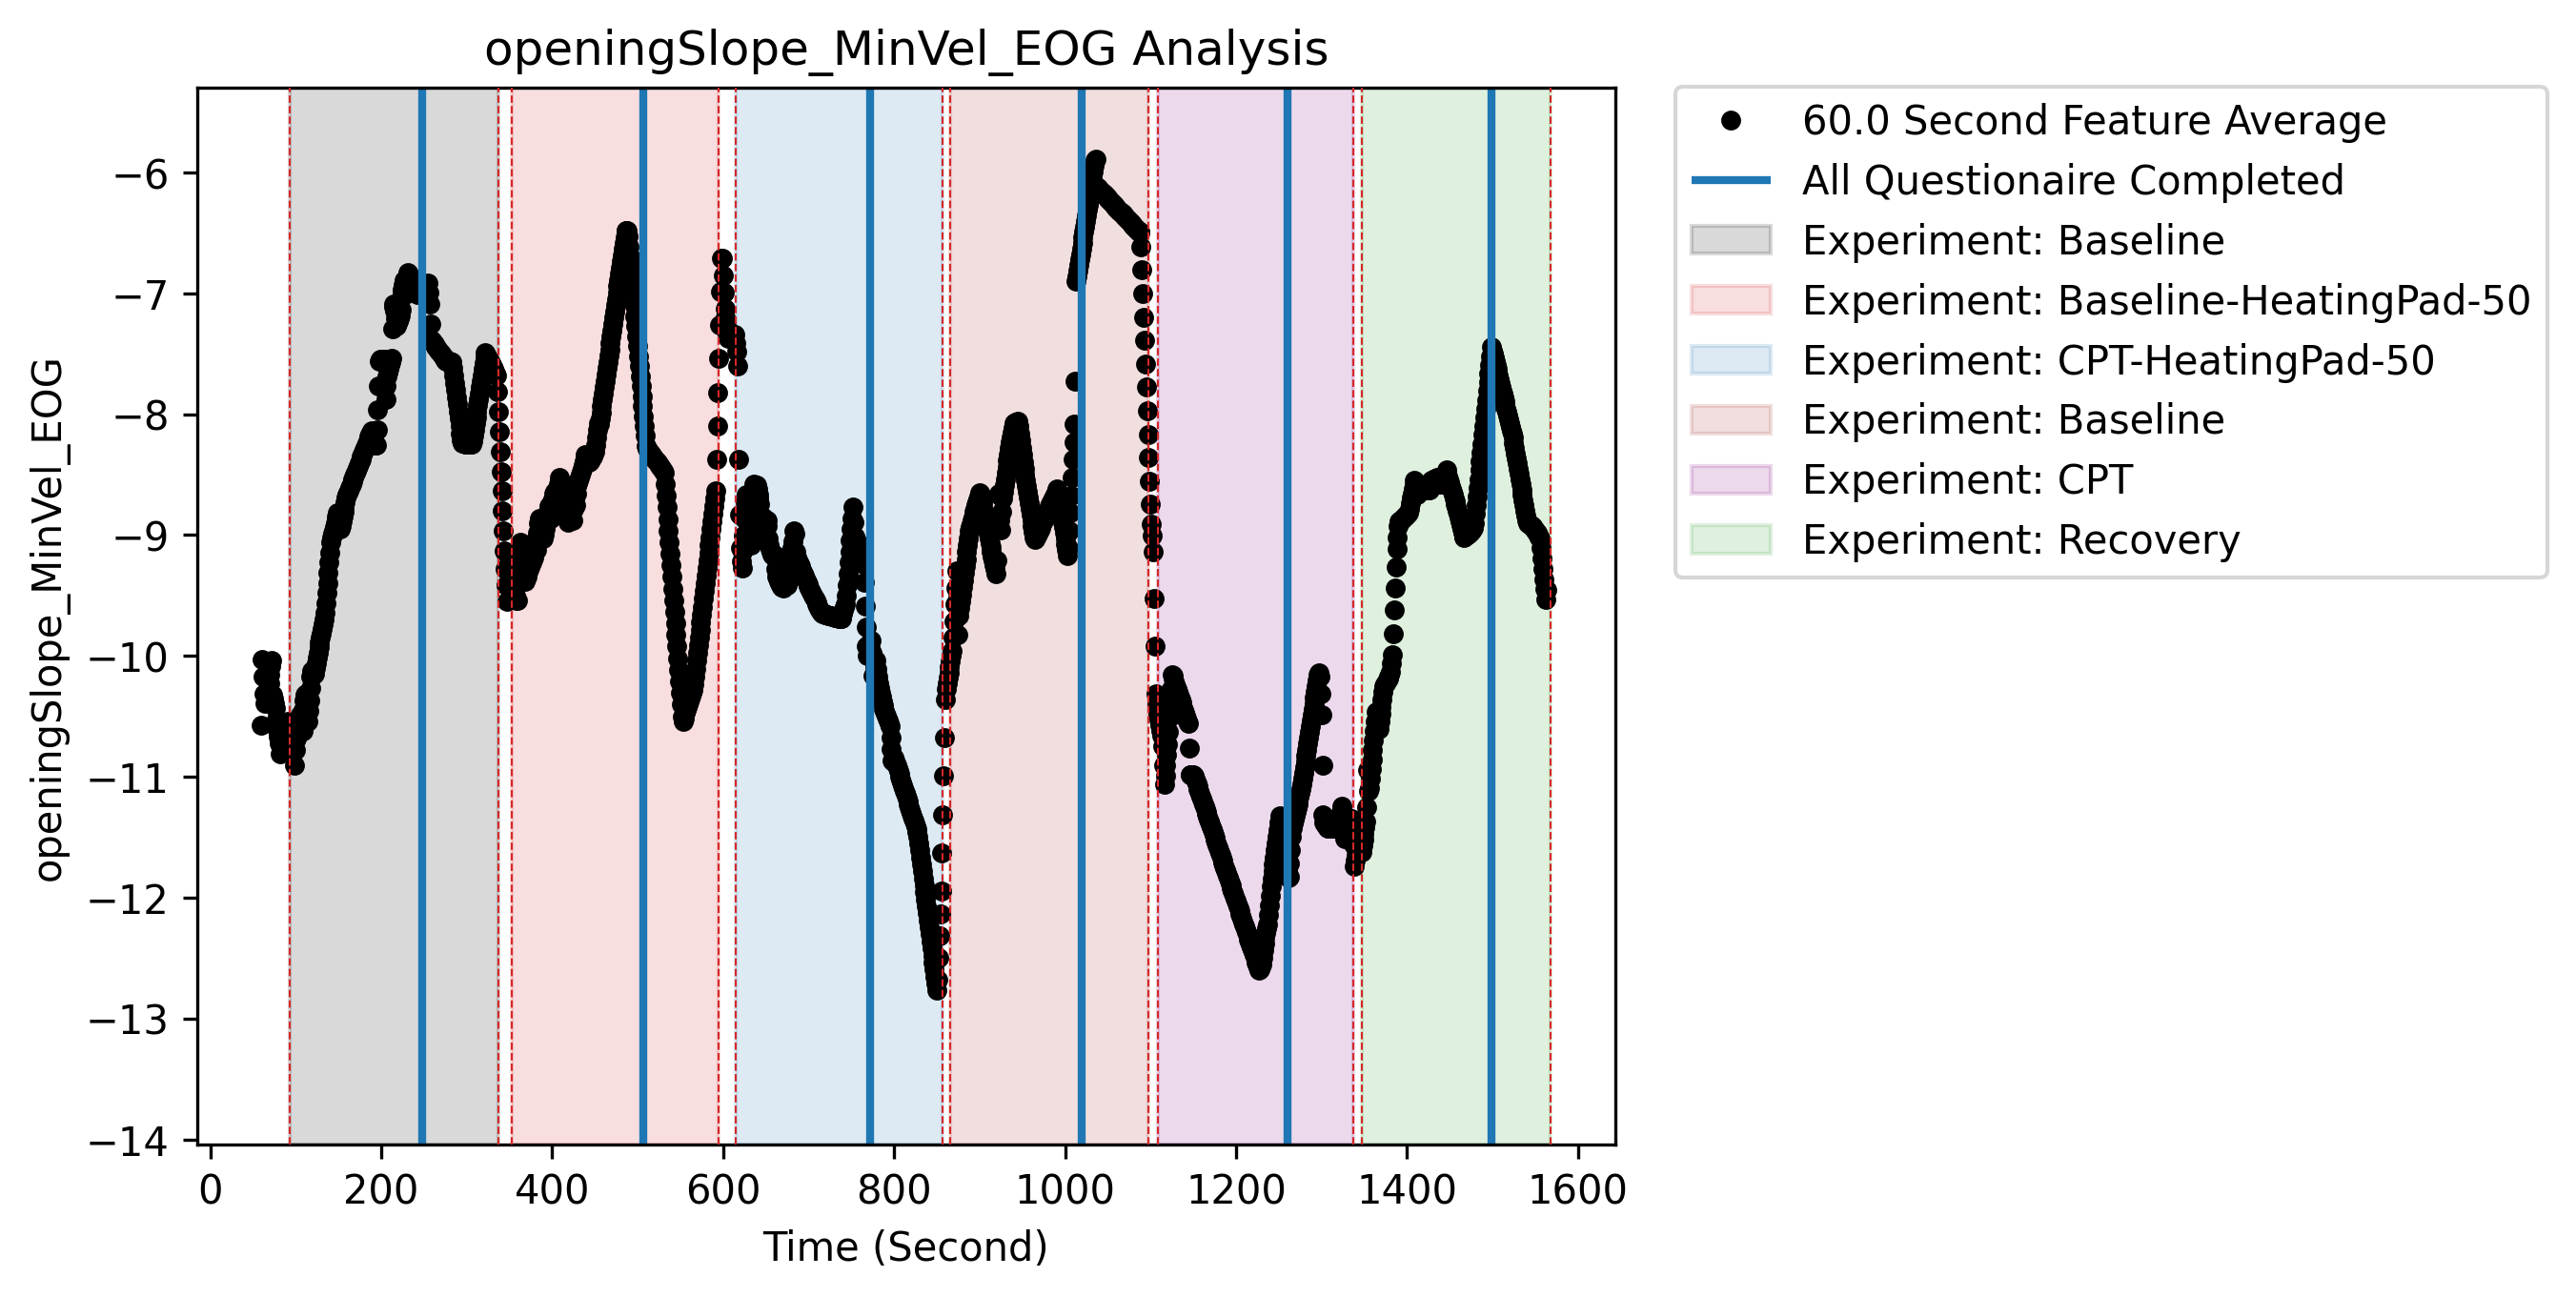 openingSlope_MinVel_EOG Analysis
openingSlope_MinVel_EOG
−6
−7
−8
−9
−10
−11
−12
−13
−14
0 200 400 600 800 1000 1200 1400 1600
Time (Second)
60.0 Second Feature Average
All Questionaire Completed
Experiment: Baseline
Experiment: Baseline-HeatingPad-50
Experiment: CPT-HeatingPad-50
Experiment: Baseline
Experiment: CPT
Experiment: Recovery